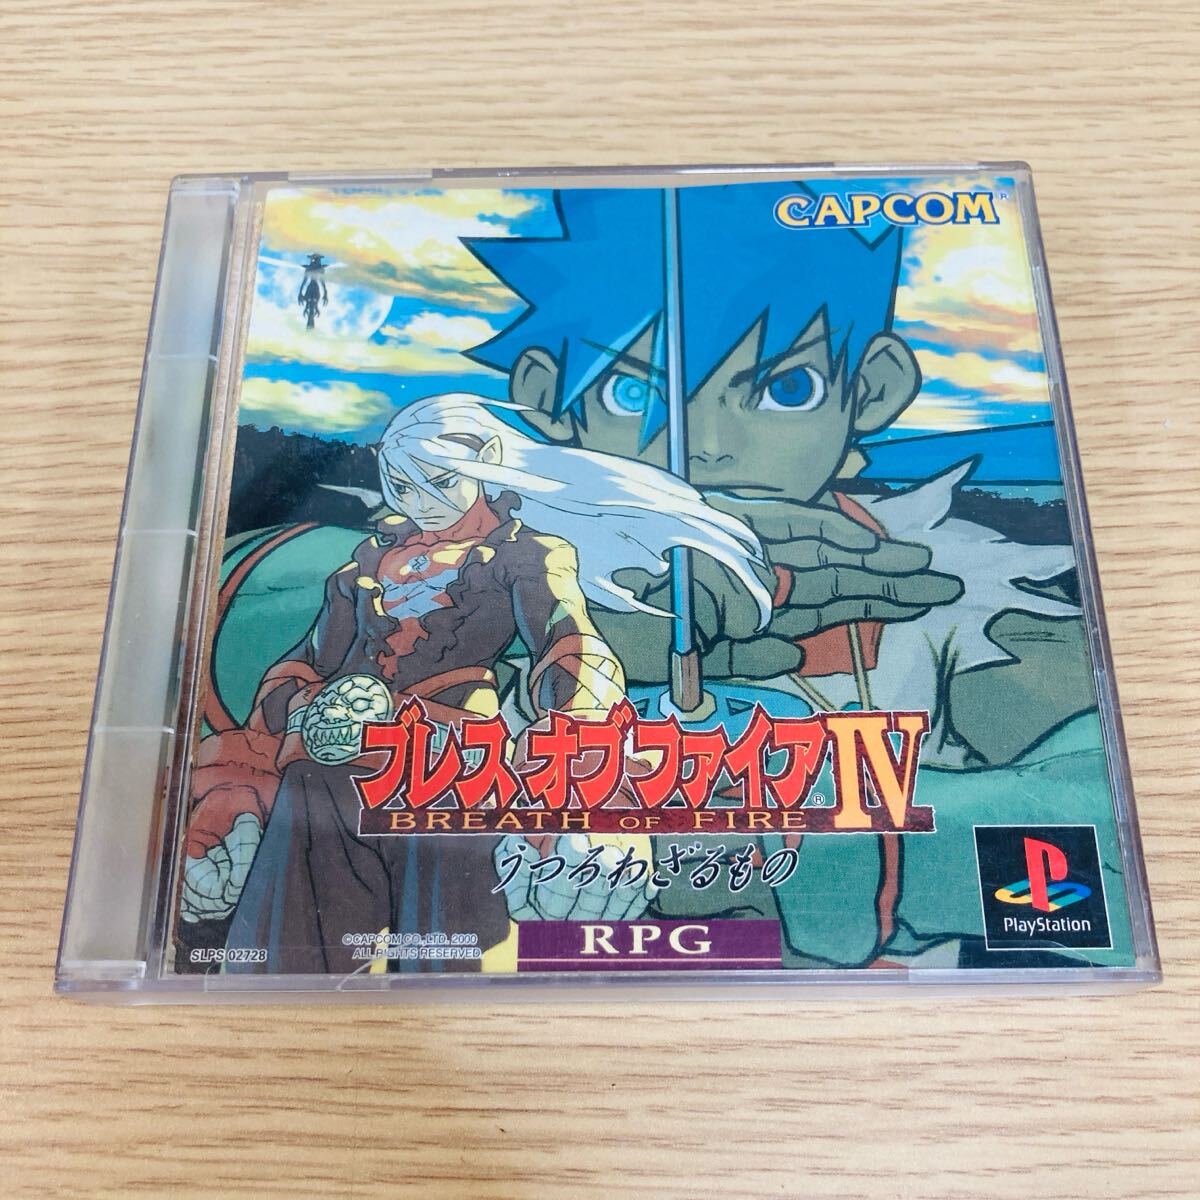 CAPCOM®
ブレス オブ ファイア® IV
BREATH OF FIRE
うつろわざるもの
PlayStation
RPG
©CAPCOM CO., LTD. 2000
ALL RIGHTS RESERVED.
SLPS 02728